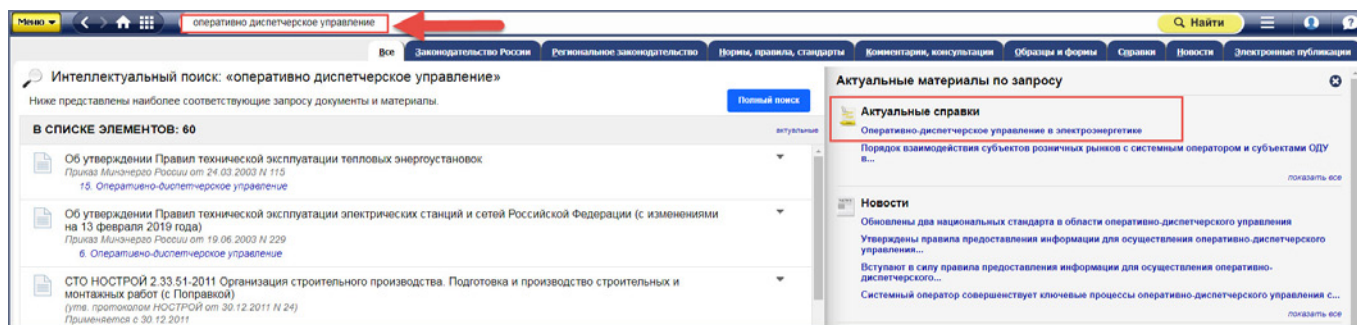 Меню
оперативно диспетчерское управление
Найти
Все
Законодательство России
Региональное законодательство
Нормы, правила, стандарты
Комментарии, консультации
Образцы и формы
Справки
Новости
Электронные публикации
Интеллектуальный поиск: «оперативно диспетчерское управление»
Ниже представлены наиболее соответствующие запросу документы и материалы.
Полный поиск
В СПИСКЕ ЭЛЕМЕНТОВ: 60
актуальные
Об утверждении Правил технической эксплуатации тепловых энергоустановок
Приказ Минэнерго России от 24.03.2003 N 115
15. Оперативно-диспетчерское управление
Об утверждении Правил технической эксплуатации электрических станций и сетей Российской Федерации (с изменениями
на 13 февраля 2019 года)
Приказ Минэнерго России от 19.06.2003 N 229
6. Оперативно-диспетчерское управление
СТО НОСТРОЙ 2.33.51-2011 Организация строительного производства. Подготовка и производство строительных и
монтажных работ (с Поправкой)
(утв. протоколом НОСТРОЙ от 30.12.2011 N 24)
Применяется с 30.12.2011
Актуальные материалы по запросу
Актуальные справки
Оперативно-диспетчерское управление в электроэнергетике
Порядок взаимодействия субъектов розничных рынков с системным оператором и субъектами ОДУ
в...
показать все
Новости
Обновлены два национальных стандарта в области оперативно-диспетчерского управления
Утверждены правила предоставления информации для осуществления оперативно-диспетчерского
управления...
Вступают в силу правила предоставления информации для осуществления оперативно-
диспетчерского...
Системный оператор совершенствует ключевые процессы оперативно-диспетчерского управления с...
показать все